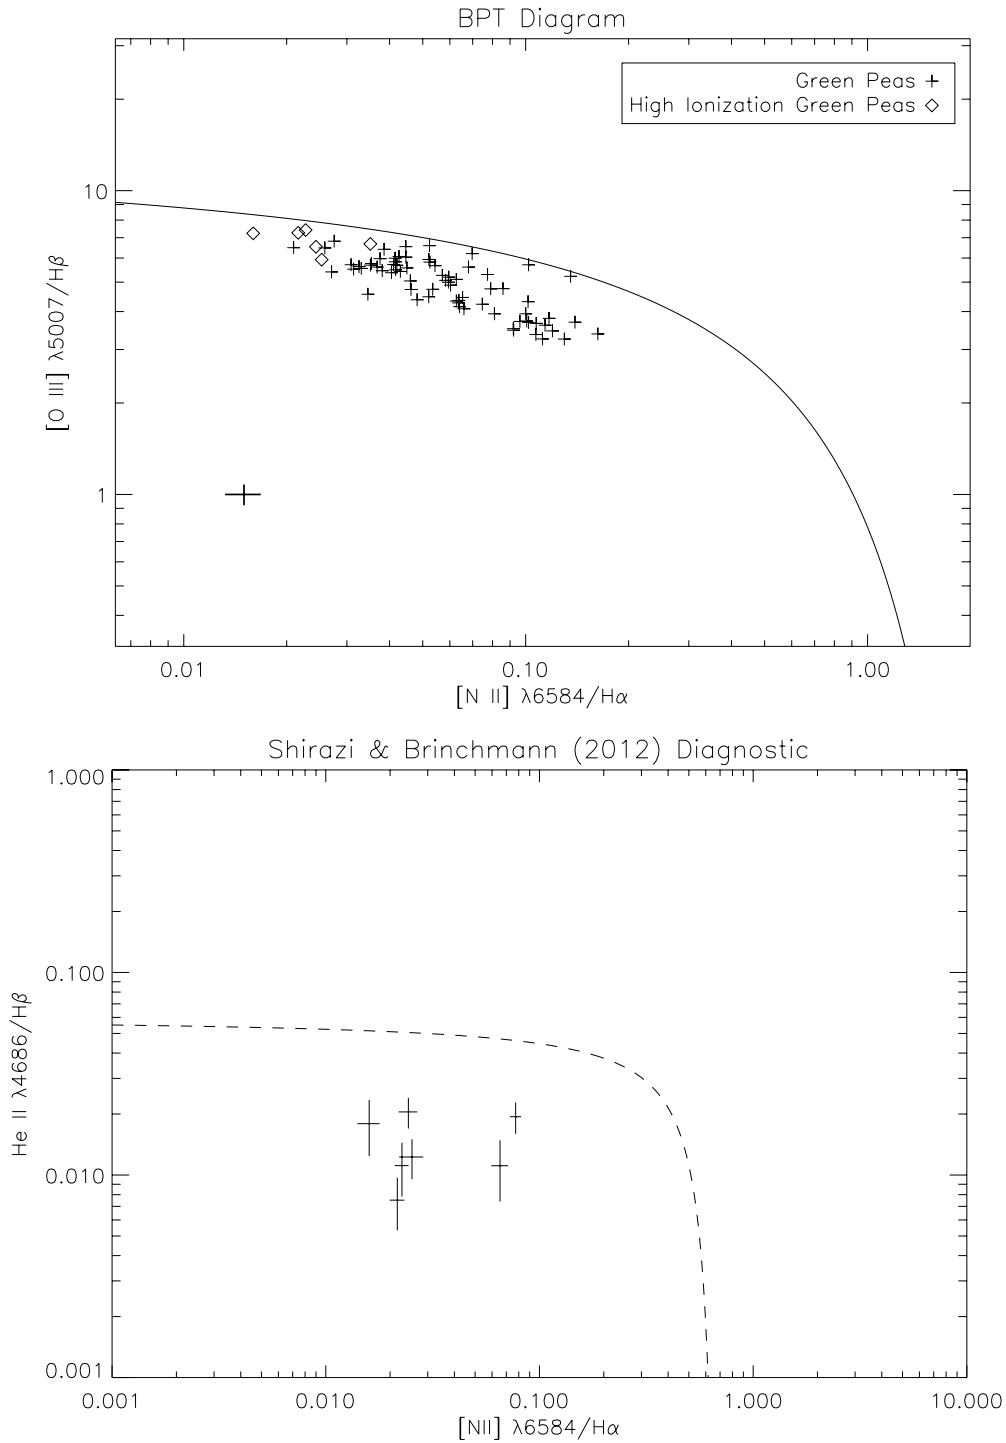 BPT Diagram
Green Peas +
High Ionization Green Peas ◇
10
1
[O III] λ5007/Hβ
0.01 0.10 1.00
[N II] λ6584/Hα
Shirazi & Brinchmann (2012) Diagnostic
1.000
0.100
0.010
0.001
He II λ4686/Hβ
0.001 0.010 0.100 1.000 10.000
[NII] λ6584/Hα